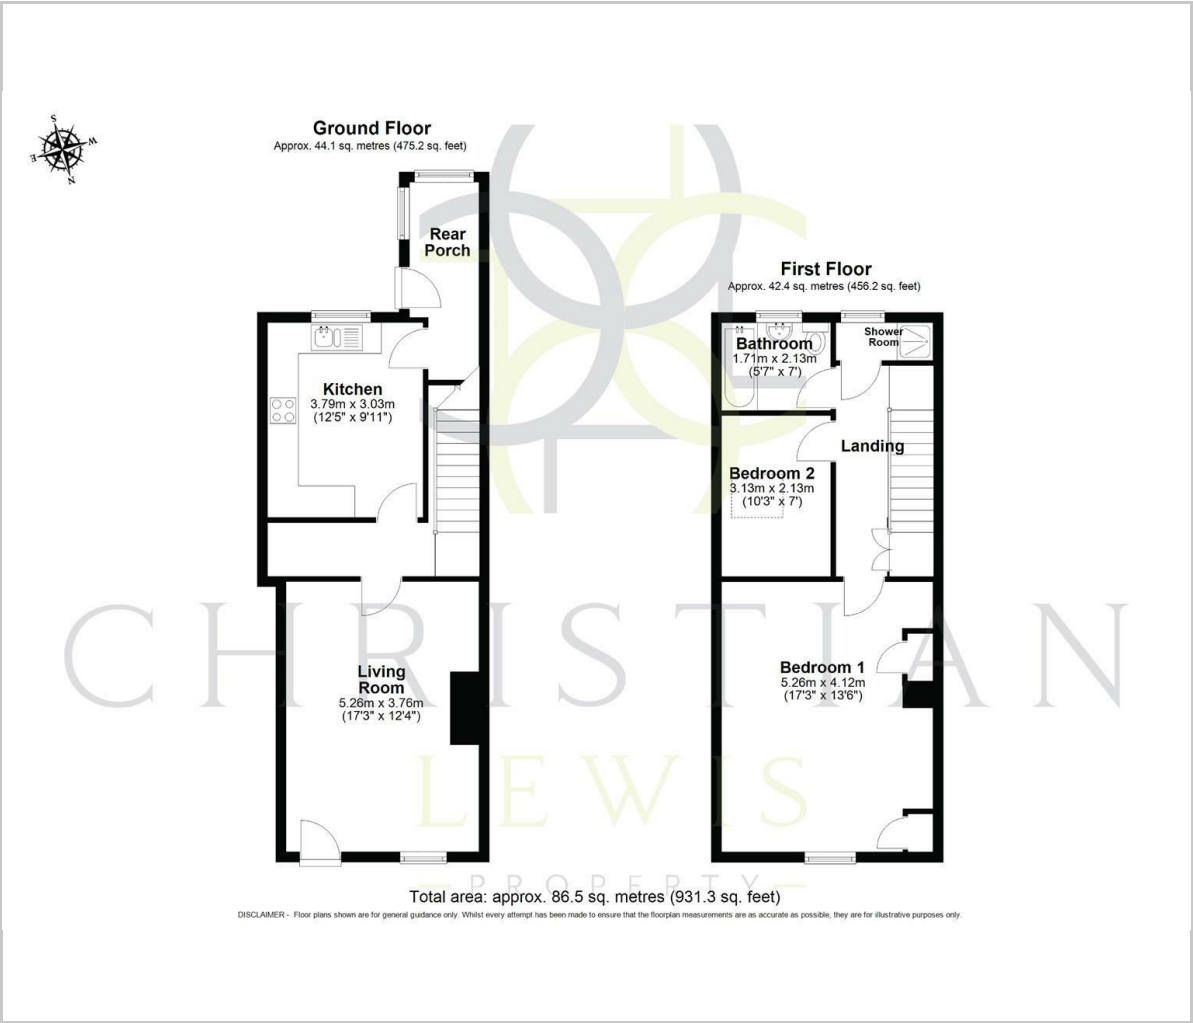 S
W
E
N
Ground Floor
Approx. 44.1 sq. metres (475.2 sq. feet)
Rear
Porch
Kitchen
3.79m x 3.03m
(12'5" x 9'11")
Living
Room
5.26m x 3.76m
(17'3" x 12'4")
First Floor
Approx. 42.4 sq. metres (456.2 sq. feet)
Shower
Room
Bathroom
1.71m x 2.13m
(5'7" x 7')
Landing
Bedroom 2
3.13m x 2.13m
(10'3" x 7')
Bedroom 1
5.26m x 4.12m
(17'3" x 13'6")
CHRISTIAN
LEWIS
PROPERTY
Total area: approx. 86.5 sq. metres (931.3 sq. feet)
DISCLAIMER - Floor plans shown are for general guidance only. Whilst every attempt has been made to ensure that the floorplan measurements are as accurate as possible, they are for illustrative purposes only.